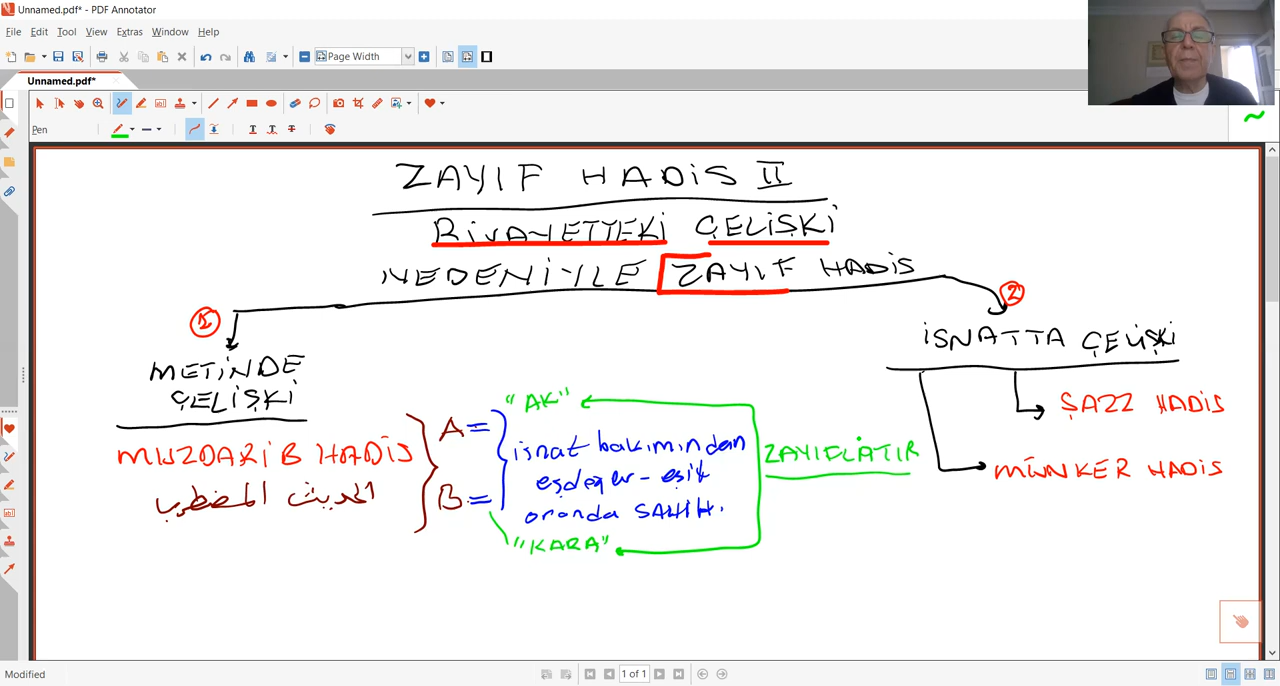 Unnamed.pdf* - PDF Annotator
File Edit Tool View Extras Window Help
Page Width
Unnamed.pdf*
Pen
ZAYIF HADİS II
RİVAYETTEKİ ÇELİŞKİ
NEDENİYLE ZAYIF HADİS
1
2
METİNDE
ÇELİŞKİ
İSNATTA ÇELİŞKİ
MUZDARİB HADİS
الحديث المضطرب
A=
B=
"AK"
isnat bakımından
eşdeğer - eşit
oranda SAHİH.
"KARA"
ZAYIFLATIR
ŞAZZ HADİS
MÜNKER HADİS
1 of 1
Modified